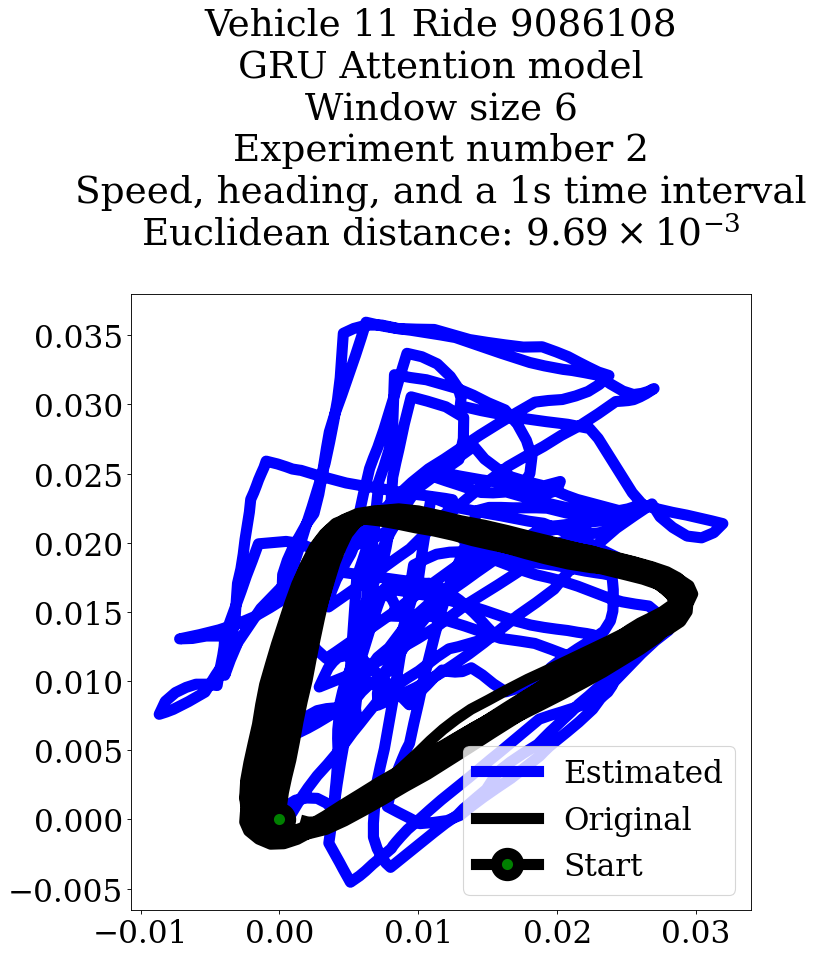 Vehicle 11 Ride 9086108
GRU Attention model
Window size 6
Experiment number 2
Speed, heading, and a 1s time interval
Euclidean distance: 9.69 × 10⁻³
0.035
0.030
0.025
0.020
0.015
0.010
0.005
0.000
−0.005
−0.01 0.00 0.01 0.02 0.03
Estimated
Original
Start